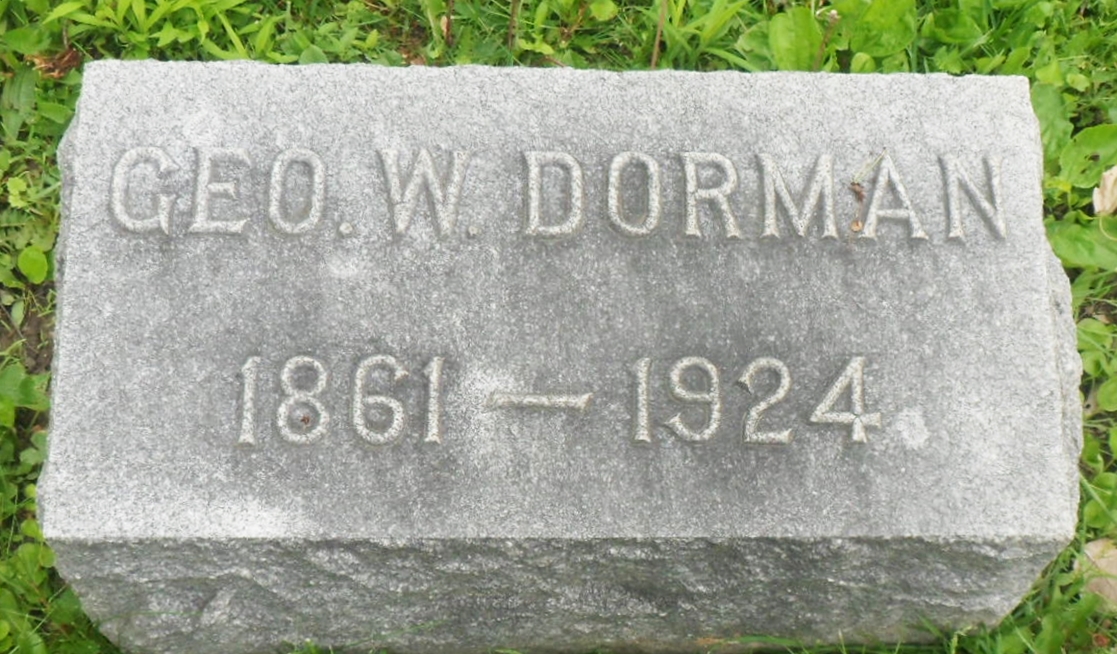 GEO. W. DORMAN
1861 — 1924